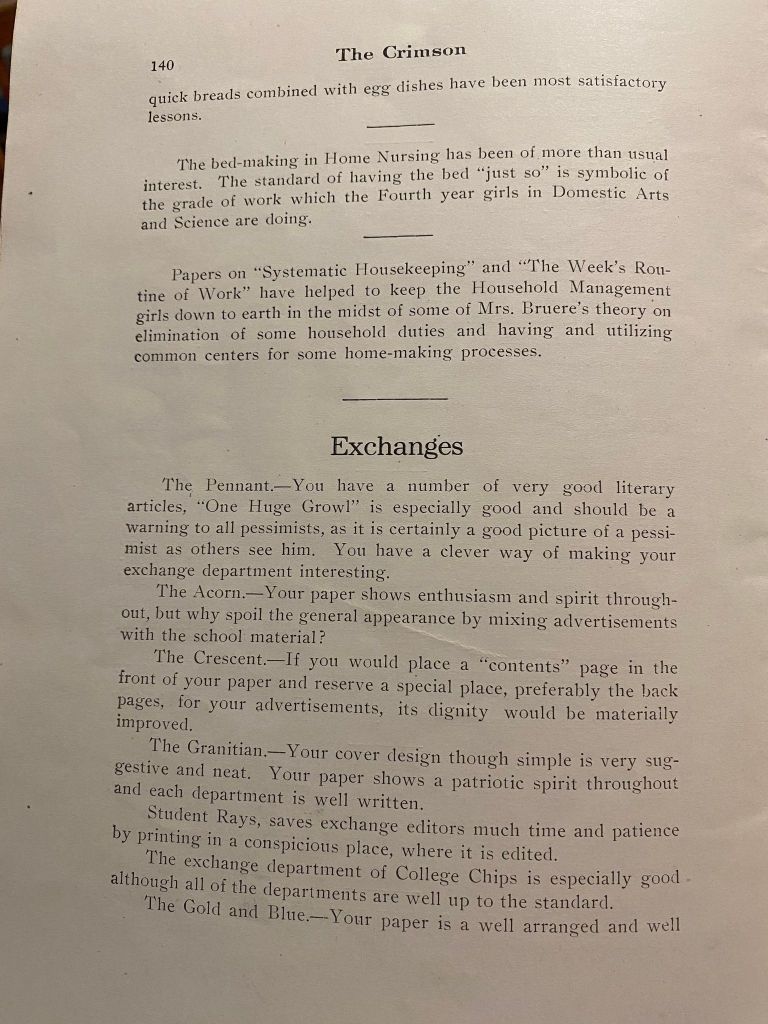 140
The Crimson
quick breads combined with egg dishes have been most satisfactory
lessons.
The bed-making in Home Nursing has been of more than usual
interest. The standard of having the bed "just so" is symbolic of
the grade of work which the Fourth year girls in Domestic Arts
and Science are doing.
Papers on "Systematic Housekeeping" and "The Week's Rou-
tine of Work" have helped to keep the Household Management
girls down to earth in the midst of some of Mrs. Bruere's theory on
elimination of some household duties and having and utilizing
common centers for some home-making processes.
Exchanges
The Pennant.—You have a number of very good literary
articles, "One Huge Growl" is especially good and should be a
warning to all pessimists, as it is certainly a good picture of a pessi-
mist as others see him. You have a clever way of making your
exchange department interesting.
The Acorn.—Your paper shows enthusiasm and spirit through-
out, but why spoil the general appearance by mixing advertisements
with the school material?
The Crescent.—If you would place a "contents" page in the
front of your paper and reserve a special place, preferably the back
pages, for your advertisements, its dignity would be materially
improved.
The Granitian.—Your cover design though simple is very sug-
gestive and neat. Your paper shows a patriotic spirit throughout
and each department is well written.
Student Rays, saves exchange editors much time and patience
by printing in a conspicious place, where it is edited.
The exchange department of College Chips is especially good
although all of the departments are well up to the standard.
The Gold and Blue.—Your paper is a well arranged and well